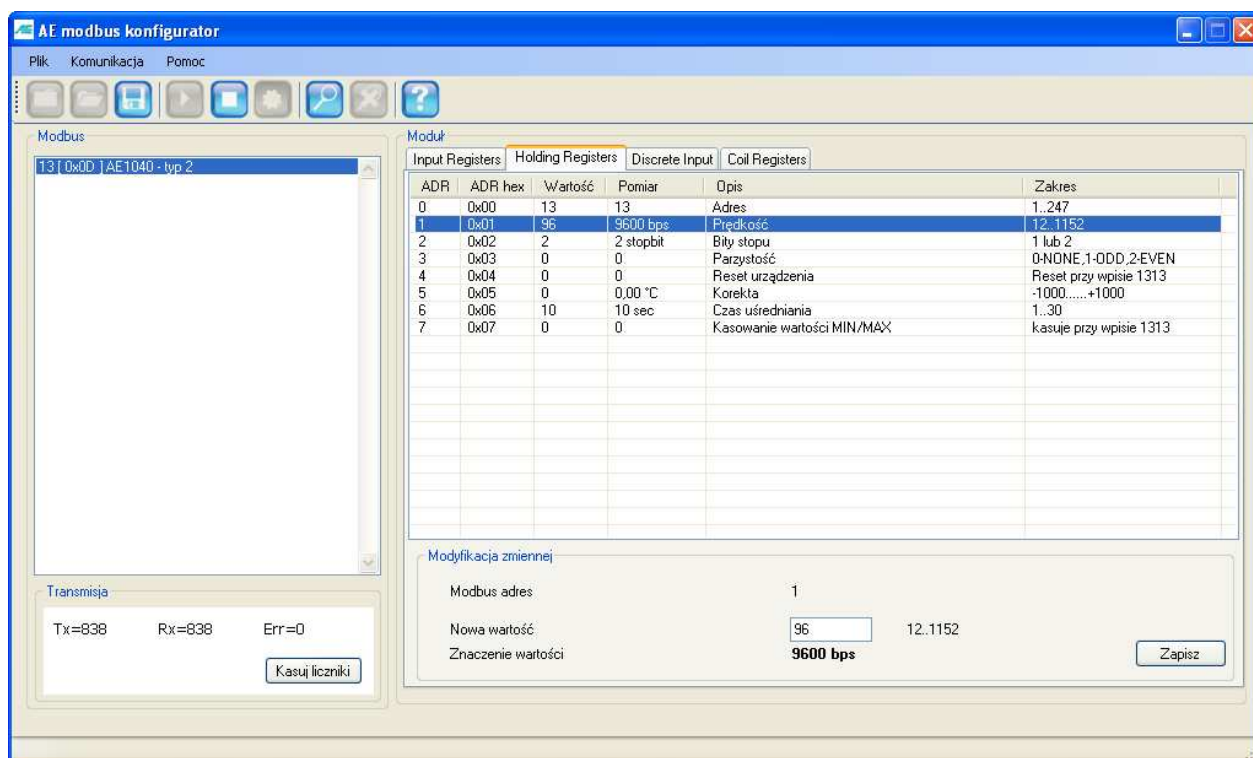 AE modbus konfigurator
Plik Komunikacja Pomoc
Modbus
13 [ 0x0D ] AE1040 - typ 2
Moduł
Input Registers Holding Registers Discrete Input Coil Registers
ADR ADR hex Wartość Pomiar Opis Zakres
0 0x00 13 13 Adres 1..247
1 0x01 96 9600 bps Prędkość 12..1152
2 0x02 2 2 stopbit Bity stopu 1 lub 2
3 0x03 0 0 Parzystość 0-NONE,1-ODD,2-EVEN
4 0x04 0 0 Reset urządzenia Reset przy wpisie 1313
5 0x05 0 0,00 °C Korekta -1000......+1000
6 0x06 10 10 sec Czas uśredniania 1..30
7 0x07 0 0 Kasowanie wartości MIN/MAX kasuje przy wpisie 1313
Modyfikacja zmiennej
Modbus adres 1
Nowa wartość 96 12..1152
Znaczenie wartości 9600 bps
Zapisz
Transmisja
Tx=838 Rx=838 Err=0
Kasuj liczniki